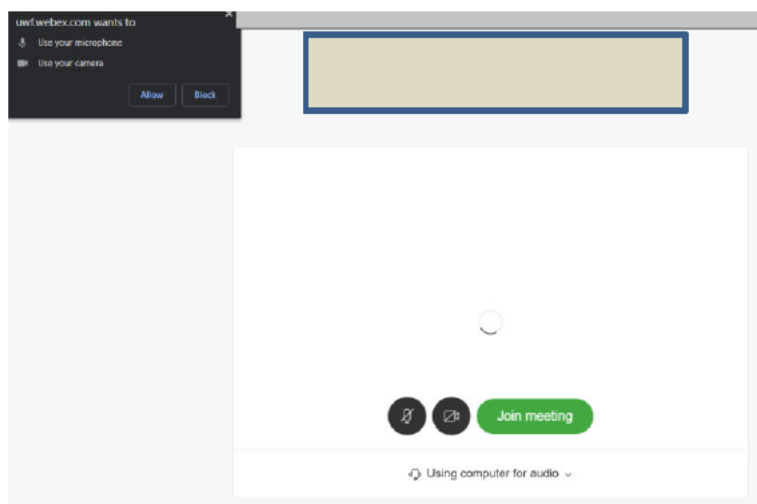 uwf.webex.com wants to
Use your microphone
Use your camera
Allow
Block
Join meeting
Using computer for audio